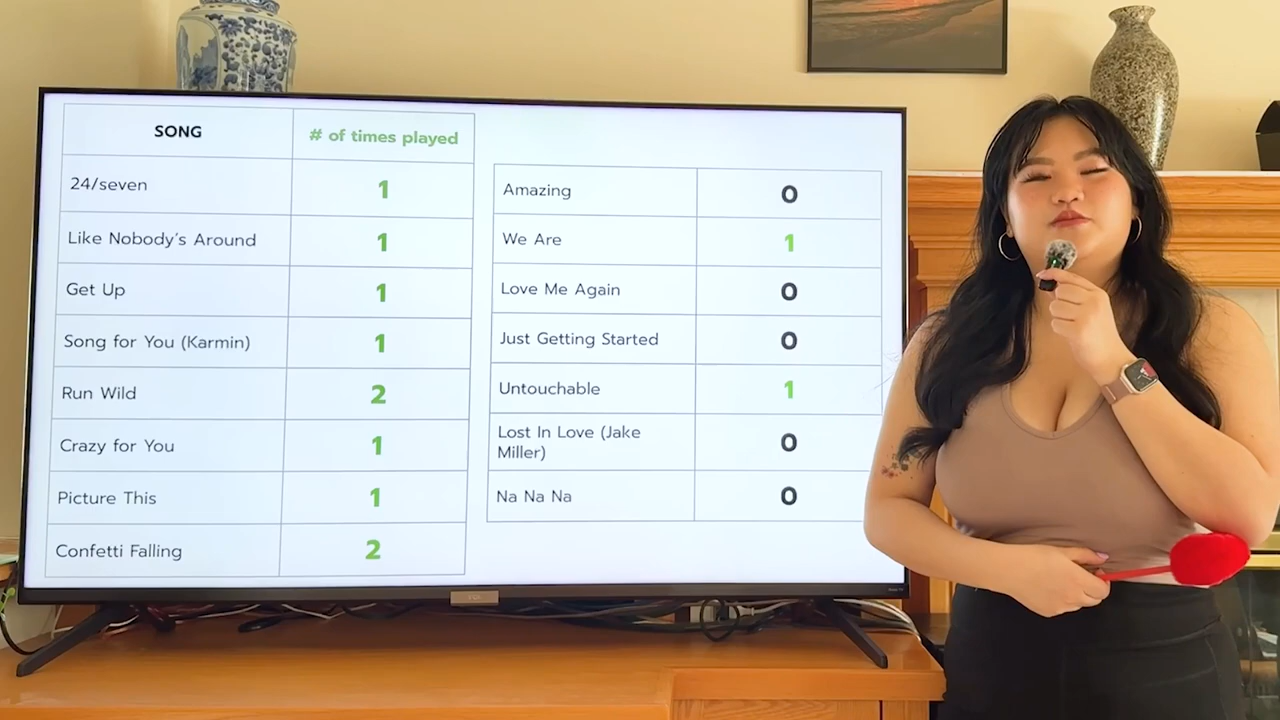 SONG
# of times played
24/seven
1
Like Nobody's Around
1
Get Up
1
Song for You (Karmin)
1
Run Wild
2
Crazy for You
1
Picture This
1
Confetti Falling
2
Amazing
0
We Are
1
Love Me Again
0
Just Getting Started
0
Untouchable
1
Lost In Love (Jake
Miller)
0
Na Na Na
0